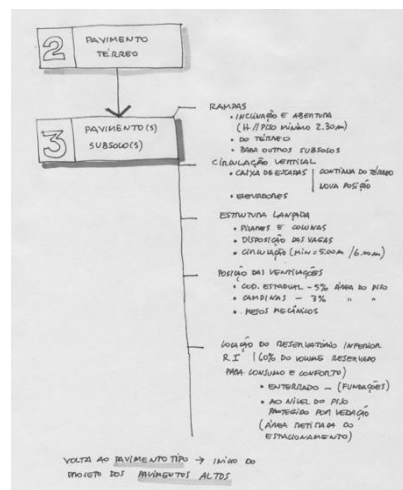 2
PAVIMENTO
TÉRREO
3
PAVIMENTO(S)
SUBSOLO(S)
RAMPAS
• INCLINAÇÃO E ABERTURA
(H // PISO MÍNIMO 2.30m)
• DO TÉRREO
• PARA OUTROS SUBSOLOS
CIRCULAÇÃO VERTICAL
• CAIXA DE ESCADAS | CONTINUA DO TÉRREO
NOVA POSIÇÃO
• ELEVADORES
ESTRUTURA LANÇADA
• PILARES E COLUNAS
• DISPOSIÇÃO DAS VAGAS
• CIRCULAÇÃO (MIN = 5.00m / 6.00m)
POSIÇÃO DAS VENTILAÇÕES
• COD. ESTADUAL - 5% ÁREA DO PISO
• CAMPINAS - 3% " "
• MEIOS MECÂNICOS
LOCAÇÃO DO RESERVATÓRIO INFERIOR
R.I (60% DO VOLUME RESERVADO
PARA CONSUMO E CONFORTO)
• ENTERRADO - (FUNDAÇÕES)
• AO NÍVEL DO PISO
PROTEGIDO POR VEDAÇÃO
(ÁREA RETIRADA DO
ESTACIONAMENTO)
VOLTA AO PAVIMENTO TIPO → INÍCIO DO
PROJETO DOS PAVIMENTOS ALTOS